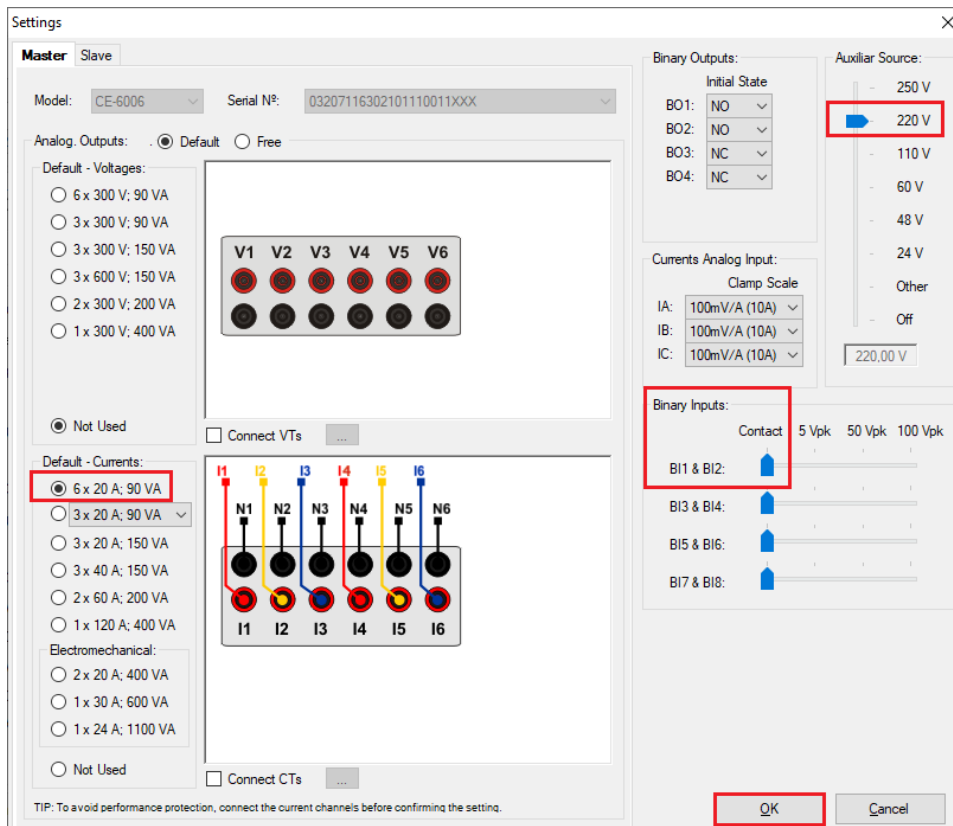 Settings
Master Slave
Model: CE-6006 Serial Nº: 03207116302101110011XXX
Analog. Outputs: . Default Free
Default - Voltages:
6 x 300 V; 90 VA
3 x 300 V; 90 VA
3 x 300 V; 150 VA
3 x 600 V; 150 VA
2 x 300 V; 200 VA
1 x 300 V; 400 VA
Not Used
V1 V2 V3 V4 V5 V6
Connect VTs ...
Default - Currents:
6 x 20 A; 90 VA
3 x 20 A; 90 VA
3 x 20 A; 150 VA
3 x 40 A; 150 VA
2 x 60 A; 200 VA
1 x 120 A; 400 VA
Electromechanical:
2 x 20 A; 400 VA
1 x 30 A; 600 VA
1 x 24 A; 1100 VA
Not Used
I1 I2 I3 I4 I5 I6
N1 N2 N3 N4 N5 N6
I1 I2 I3 I4 I5 I6
Connect CTs ...
TIP: To avoid performance protection, connect the current channels before confirming the setting.
Binary Outputs:
Initial State
BO1: NO
BO2: NO
BO3: NC
BO4: NC
Currents Analog Input:
Clamp Scale
IA: 100mV/A (10A)
IB: 100mV/A (10A)
IC: 100mV/A (10A)
Auxiliar Source:
250 V
220 V
110 V
60 V
48 V
24 V
Other
Off
220,00 V
Binary Inputs:
Contact 5 Vpk 50 Vpk 100 Vpk
BI1 & BI2:
BI3 & BI4:
BI5 & BI6:
BI7 & BI8:
OK Cancel